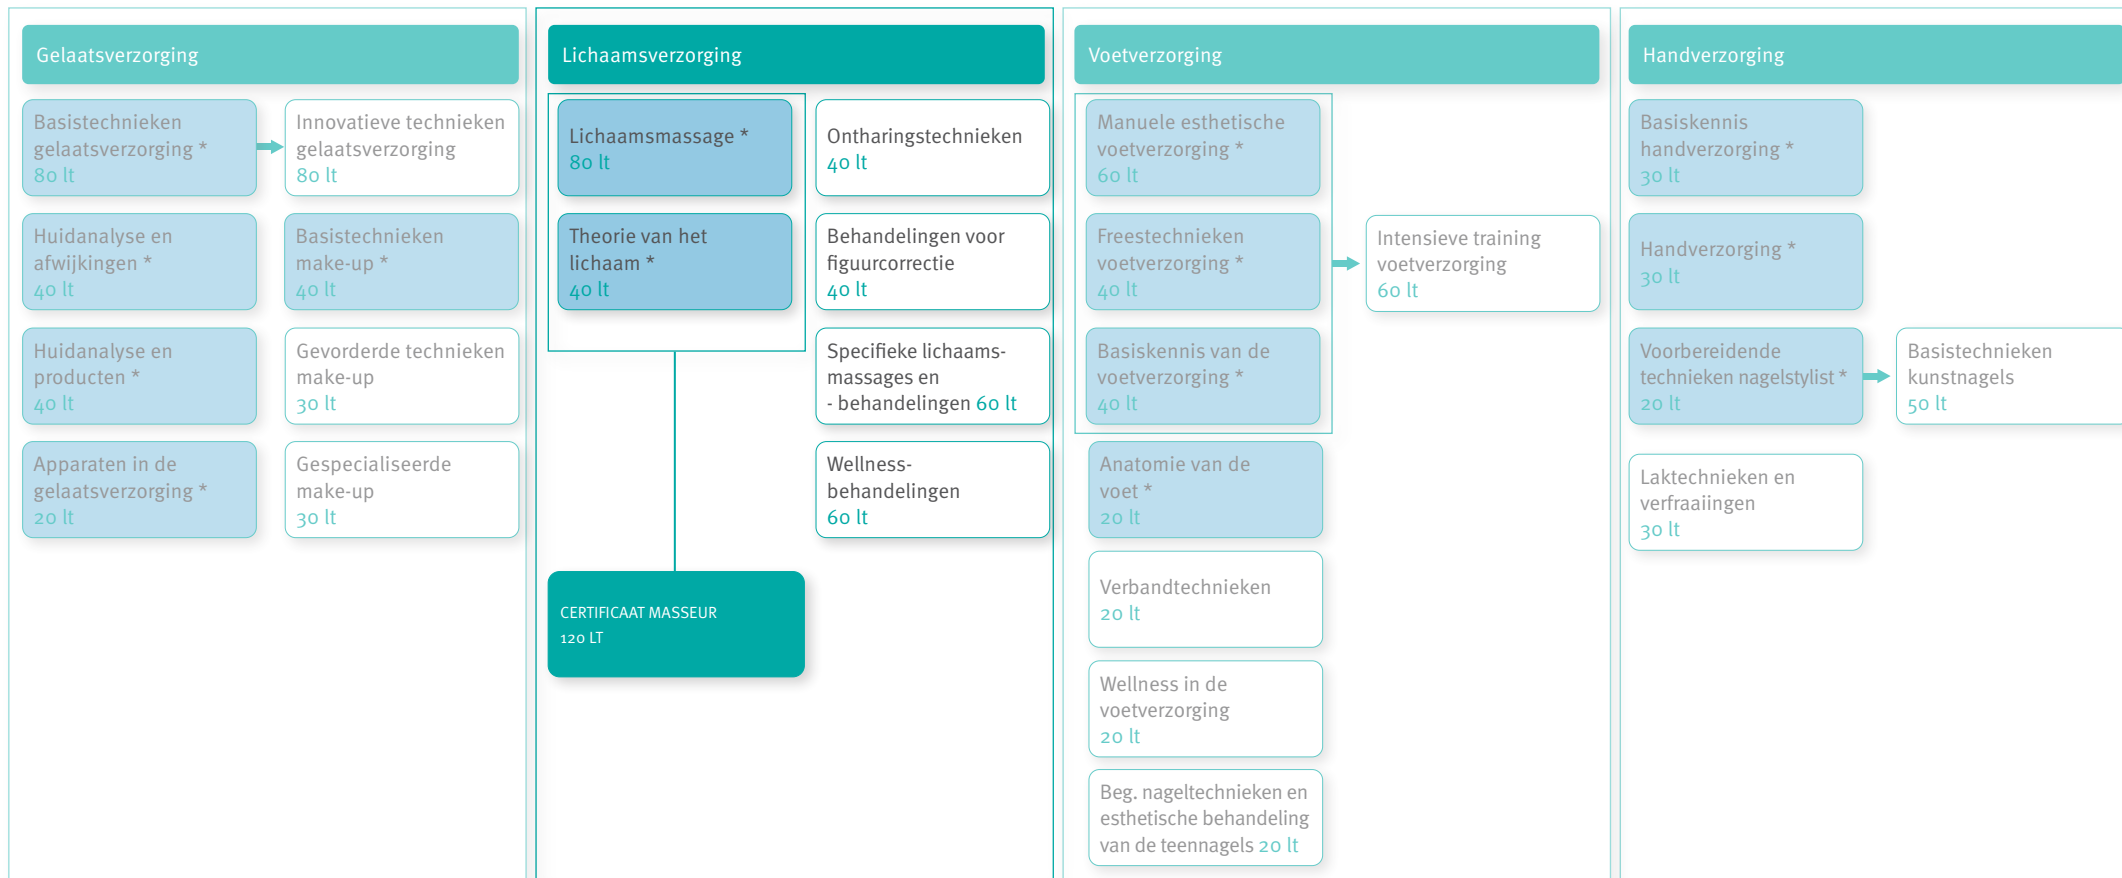 Gelaatsverzorging
Basistechnieken
gelaatsverzorging *
80 lt
Innovatieve technieken
gelaatsverzorging
80 lt
Huidanalyse en
afwijkingen *
40 lt
Basistechnieken
make-up *
40 lt
Huidanalyse en
producten *
40 lt
Gevorderde technieken
make-up
30 lt
Apparaten in de
gelaatsverzorging *
20 lt
Gespecialiseerde
make-up
30 lt
Lichaamsverzorging
Lichaamsmassage *
80 lt
Ontharingstechnieken
40 lt
Theorie van het
lichaam *
40 lt
Behandelingen voor
figuurcorrectie
40 lt
Specifieke lichaams-
massages en
- behandelingen 60 lt
Wellness-
behandelingen
60 lt
CERTIFICAAT MASSEUR
120 LT
Voetverzorging
Manuele esthetische
voetverzorging *
60 lt
Freestechnieken
voetverzorging *
40 lt
Intensieve training
voetverzorging
60 lt
Basiskennis van de
voetverzorging *
40 lt
Anatomie van de
voet *
20 lt
Verbandtechnieken
20 lt
Wellness in de
voetverzorging
20 lt
Beg. nageltechnieken en
esthetische behandeling
van de teennagels 20 lt
Handverzorging
Basiskennis
handverzorging *
30 lt
Handverzorging *
30 lt
Voorbereidende
technieken nagelstylist *
20 lt
Basistechnieken
kunstnagels
50 lt
Laktechnieken en
verfraaiingen
30 lt